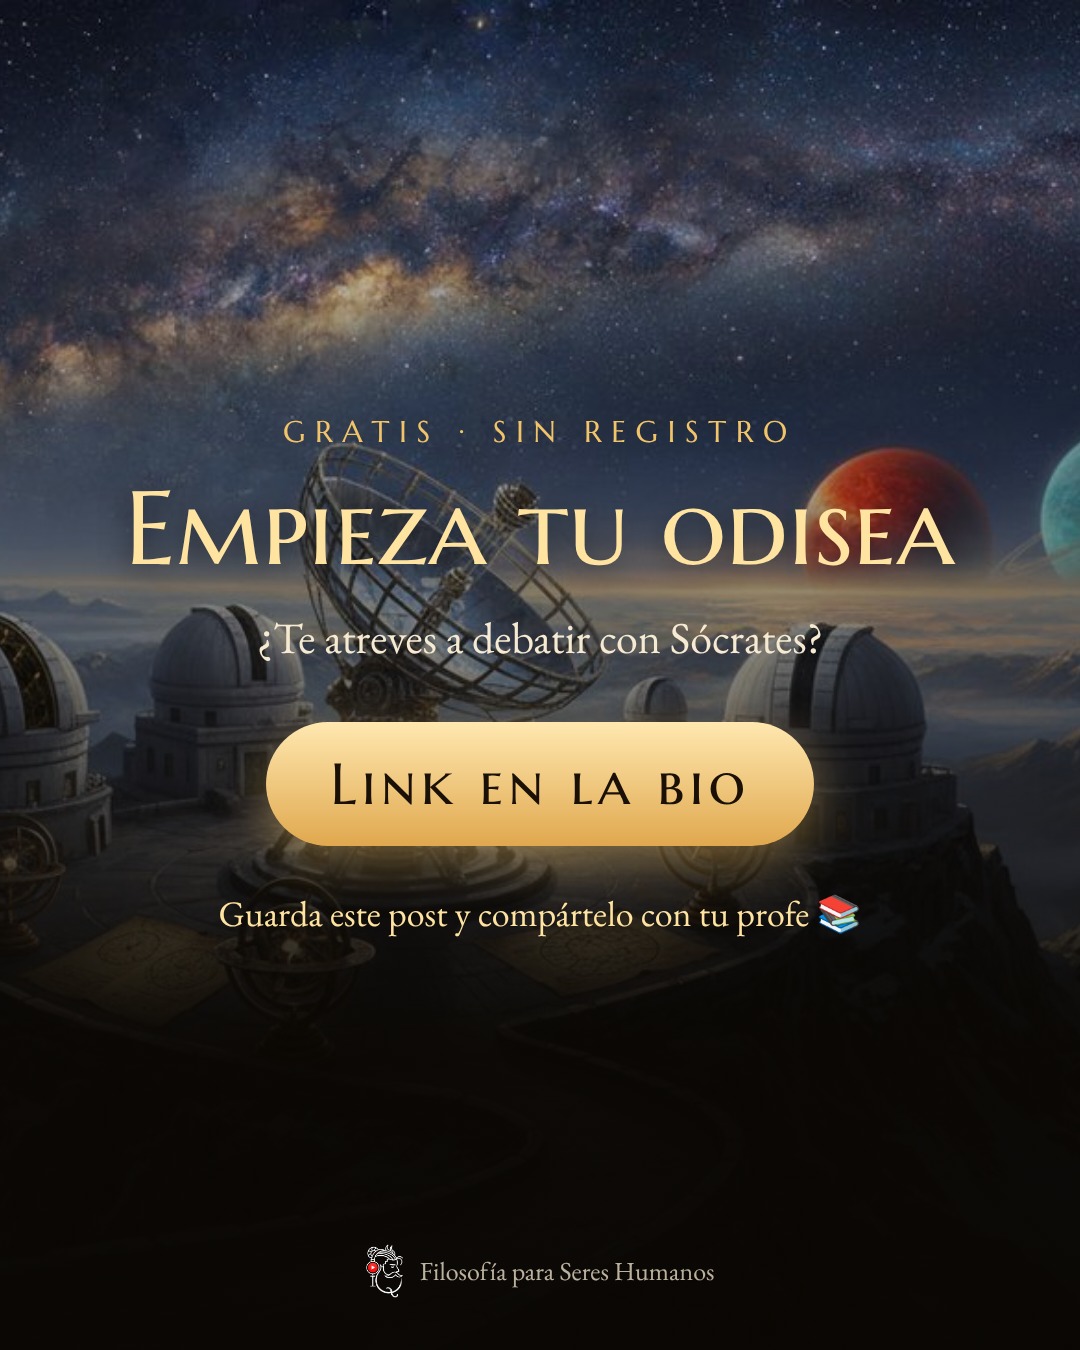 GRATIS · SIN REGISTRO
Empieza tu odisea
¿Te atreves a debatir con Sócrates?
Link en la bio
Guarda este post y compártelo con tu profe 📚
Filosofía para Seres Humanos